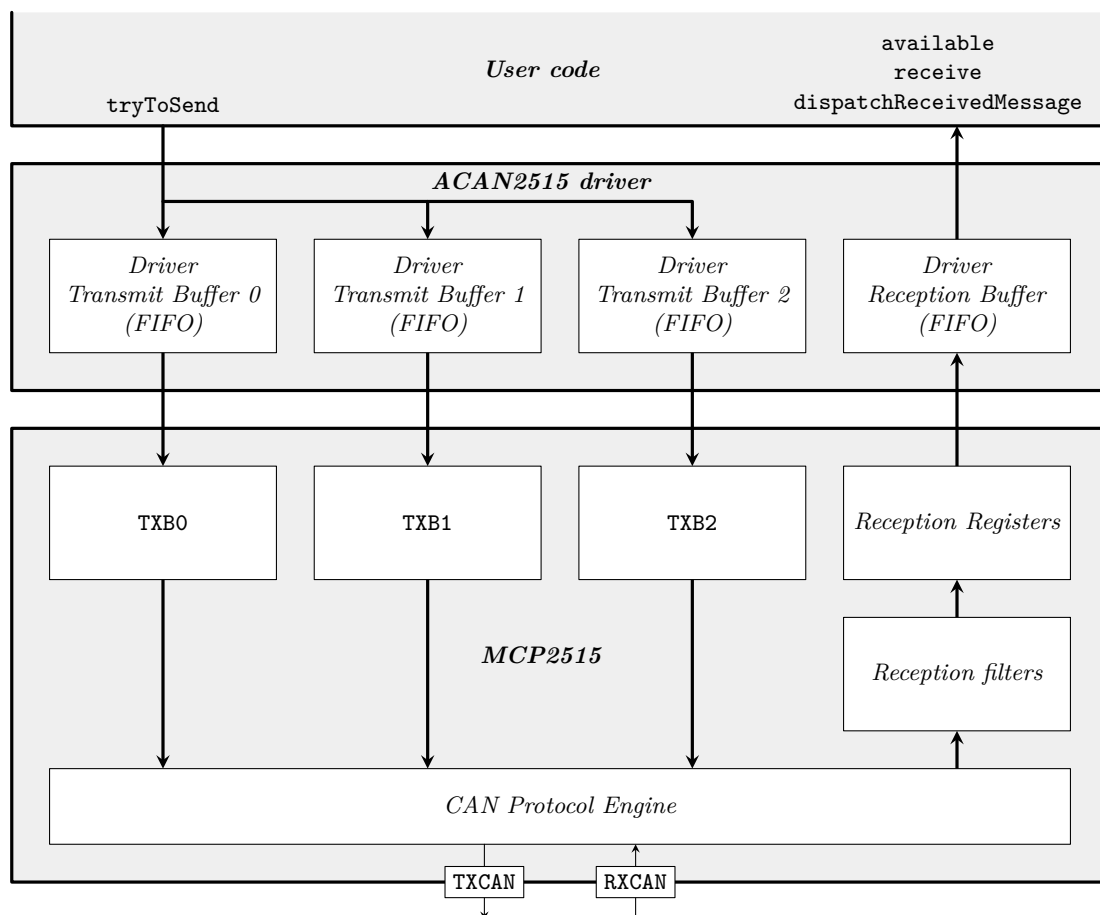 User code
tryToSend
available
receive
dispatchReceivedMessage
ACAN2515 driver
Driver
Transmit Buffer 0
(FIFO)
Driver
Transmit Buffer 1
(FIFO)
Driver
Transmit Buffer 2
(FIFO)
Driver
Reception Buffer
(FIFO)
TXB0
TXB1
TXB2
Reception Registers
MCP2515
Reception filters
CAN Protocol Engine
TXCAN
RXCAN